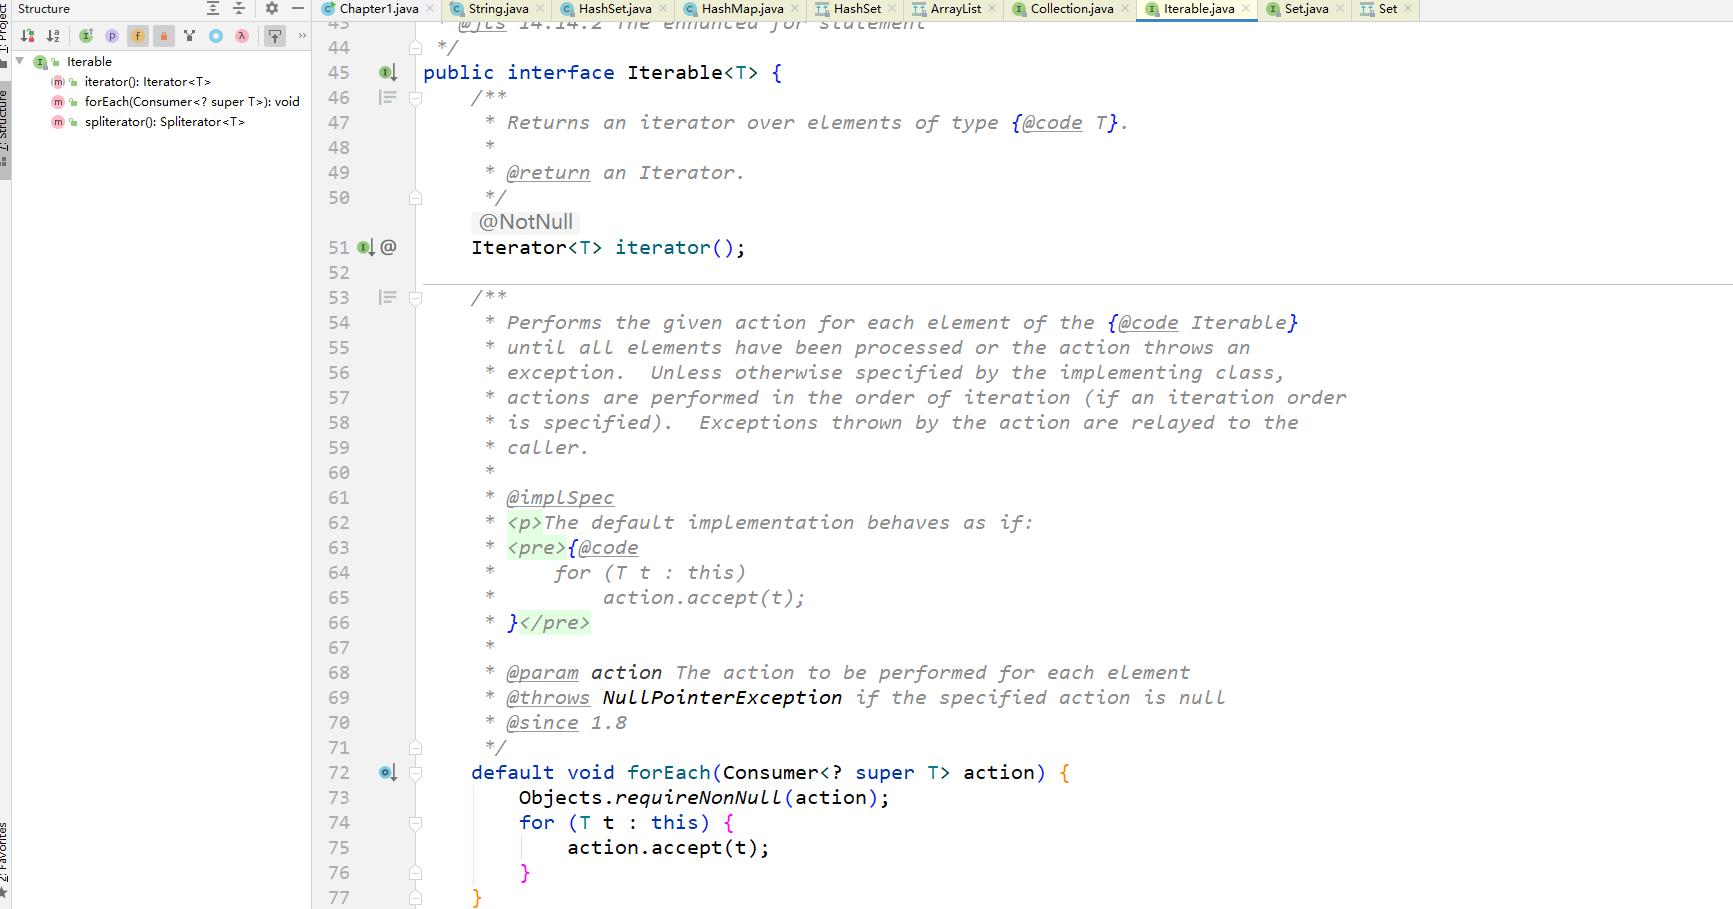 Structure
Chapter1.java
String.java
HashSet.java
HashMap.java
HashSet
ArrayList
Collection.java
Iterable.java
Set.java
Set
1: Project
7: Structure
2: Favorites
Iterable
iterator(): Iterator<T>
forEach(Consumer<? super T>): void
spliterator(): Spliterator<T>
43 * @jls 14.14.2 The enhanced for statement
44 */
45 public interface Iterable<T> {
46 /**
47 * Returns an iterator over elements of type {@code T}.
48 *
49 * @return an Iterator.
50 */
@NotNull
51 @ Iterator<T> iterator();
52
53 /**
54 * Performs the given action for each element of the {@code Iterable}
55 * until all elements have been processed or the action throws an
56 * exception.  Unless otherwise specified by the implementing class,
57 * actions are performed in the order of iteration (if an iteration order
58 * is specified).  Exceptions thrown by the action are relayed to the
59 * caller.
60 *
61 * @implSpec
62 * <p>The default implementation behaves as if:
63 * <pre>{@code
64 *     for (T t : this)
65 *         action.accept(t);
66 * }</pre>
67 *
68 * @param action The action to be performed for each element
69 * @throws NullPointerException if the specified action is null
70 * @since 1.8
71 */
72 default void forEach(Consumer<? super T> action) {
73 Objects.requireNonNull(action);
74 for (T t : this) {
75 action.accept(t);
76 }
77 }